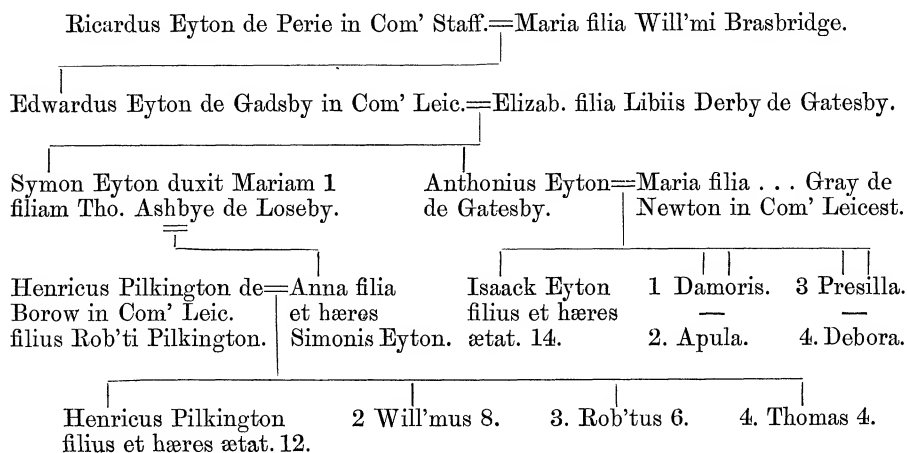 Ricardus Eyton de Perie in Com' Staff.=Maria filia Will'mi Brasbridge.
Edwardus Eyton de Gadsby in Com' Leic.=Elizab. filia Libiis Derby de Gatesby.
Symon Eyton duxit Mariam 1
filiam Tho. Ashbye de Loseby.
Anthonius Eyton=Maria filia . . . Gray de
de Gatesby. Newton in Com' Leicest.
Henricus Pilkington de=Anna filia
Borow in Com' Leic. et hæres
filius Rob'ti Pilkington. Simonis Eyton.
Isaack Eyton
filius et hæres
ætat. 14.
1 Damoris. 3 Presilla.
2. Apula. 4. Debora.
Henricus Pilkington
filius et hæres ætat. 12.
2 Will'mus 8. 3. Rob'tus 6. 4. Thomas 4.